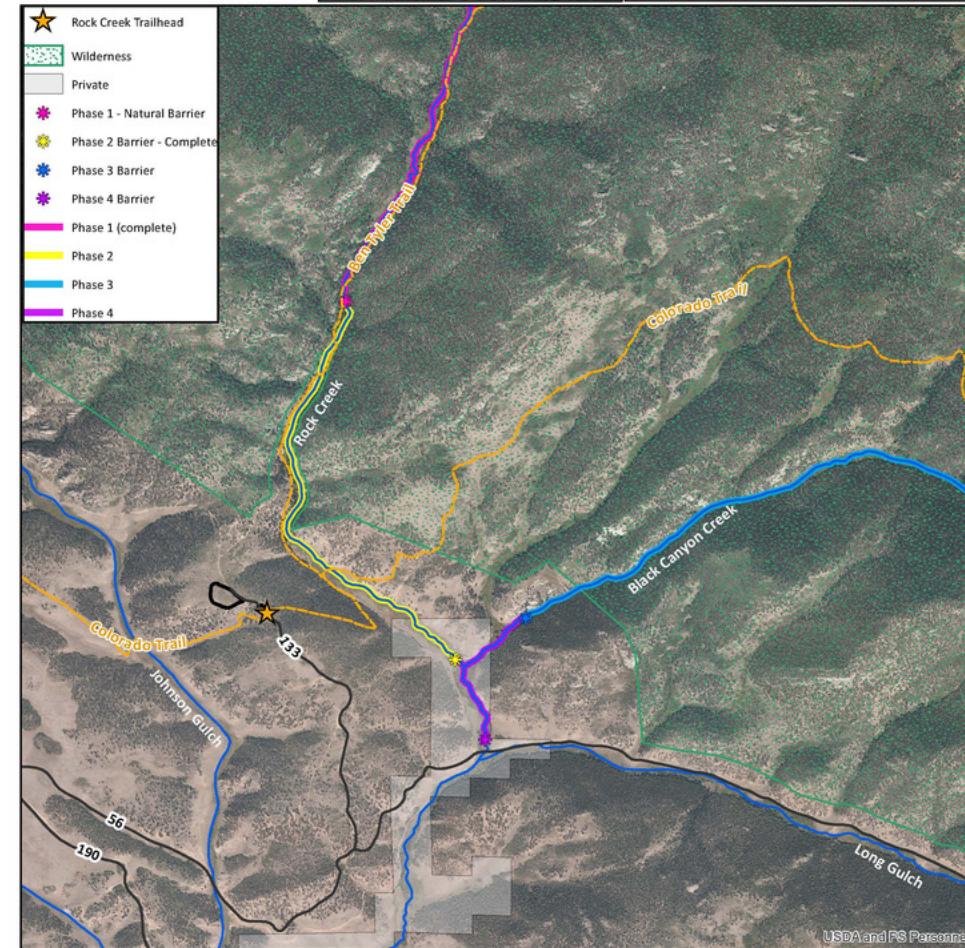 Rock Creek Trailhead
Wilderness
Private
Phase 1 - Natural Barrier
Phase 2 Barrier - Complete
Phase 3 Barrier
Phase 4 Barrier
Phase 1 (complete)
Phase 2
Phase 3
Phase 4
Ben Tyler Trail
Colorado Trail
Rock Creek
Black Canyon Creek
Colorado Trail
133
Johnson Gulch
56
190
Long Gulch
USDA and FS Personne